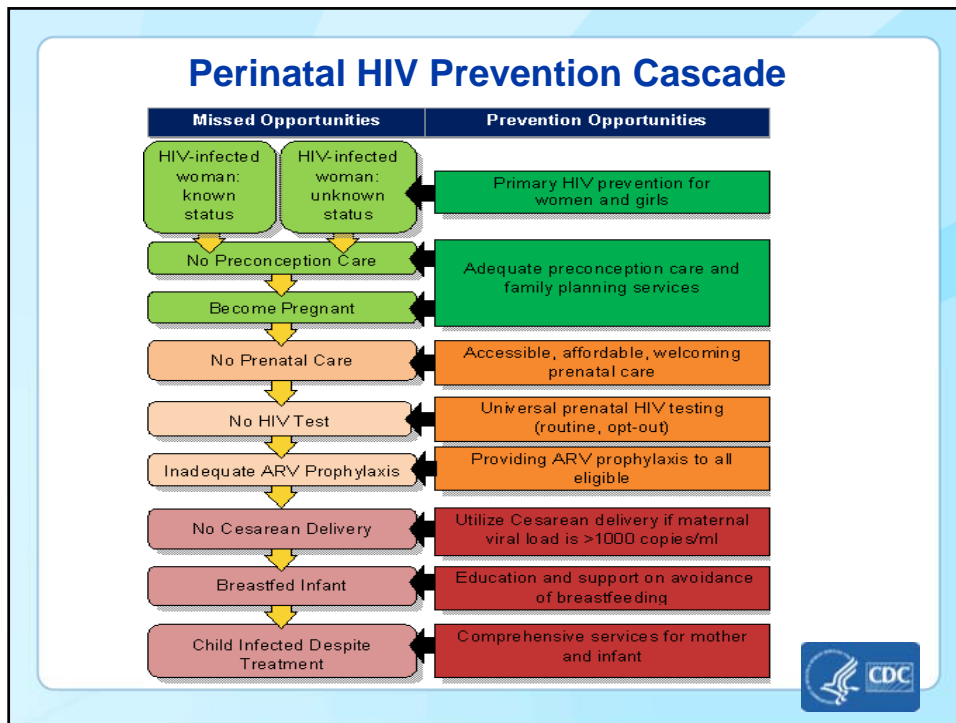 Perinatal HIV Prevention Cascade
Missed Opportunities
Prevention Opportunities
HIV-infected
woman:
known
status
HIV-infected
woman:
unknown
status
Primary HIV prevention for
women and girls
No Preconception Care
Adequate preconception care and
family planning services
Become Pregnant
No Prenatal Care
Accessible, affordable, welcoming
prenatal care
No HIV Test
Universal prenatal HIV testing
(routine, opt-out)
Inadequate ARV Prophylaxis
Providing ARV prophylaxis to all
eligible
No Cesarean Delivery
Utilize Cesarean delivery if maternal
viral load is >1000 copies/ml
Breastfed Infant
Education and support on avoidance
of breastfeeding
Child Infected Despite
Treatment
Comprehensive services for mother
and infant
CDC